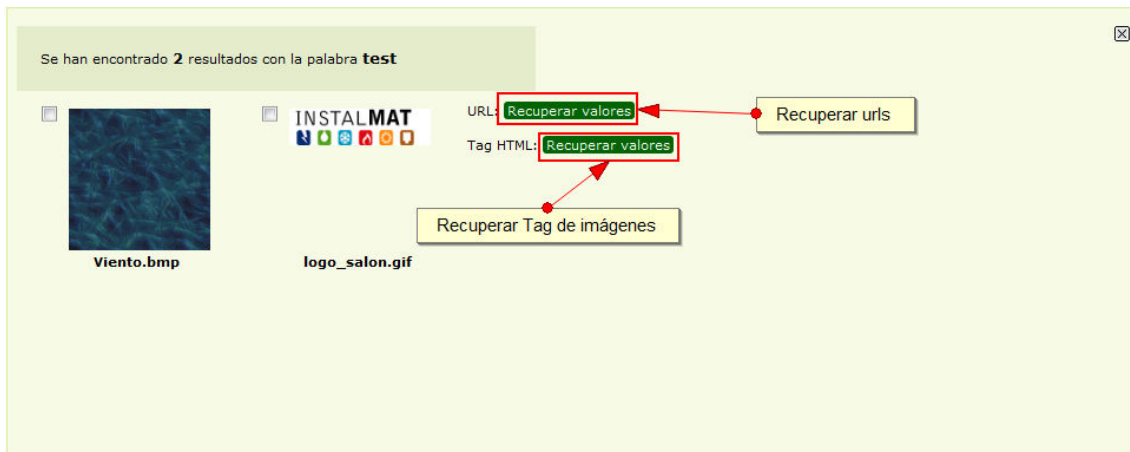 Se han encontrado 2 resultados con la palabra test
INSTALMAT
URL: Recuperar valores
Recuperar urls
Tag HTML: Recuperar valores
Recuperar Tag de imágenes
Viento.bmp
logo_salon.gif